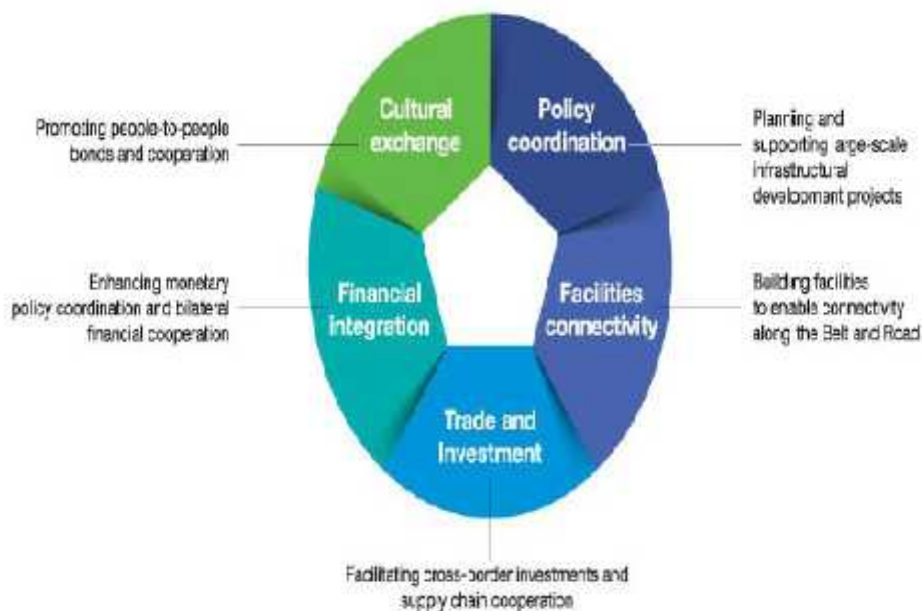 Cultural
exchange
Promoting people-to-people
bonds and cooperation
Policy
coordination
Planning and
supporting large-scale
infrastructural
development projects
Financial
integration
Enhancing monetary
policy coordination and bilateral
financial cooperation
Facilities
connectivity
Building facilities
to enable connectivity
along the Belt and Road
Trade and
Investment
Facilitating cross-border investments and
supply chain cooperation